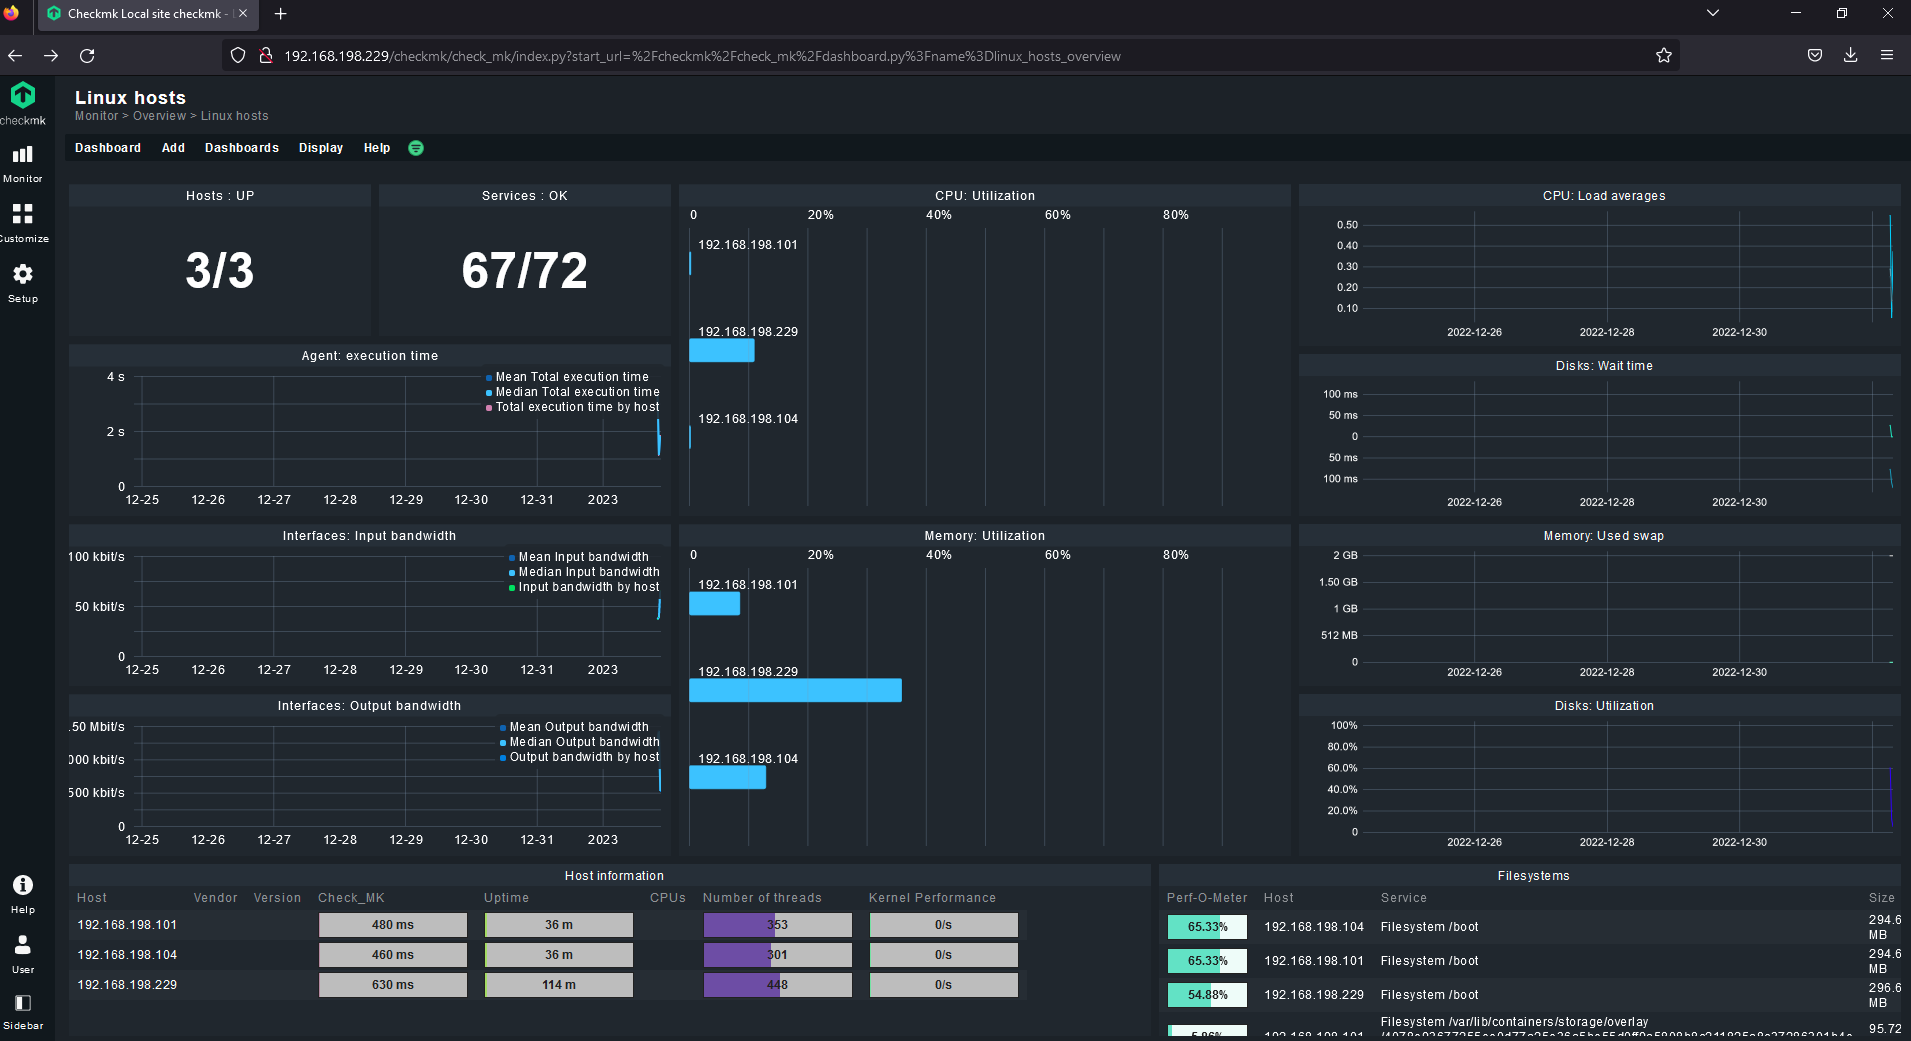 Checkmk Local site checkmk -
192.168.198.229/checkmk/check_mk/index.py?start_url=%2Fcheckmk%2Fcheck_mk%2Fdashboard.py%3Fname%3Dlinux_hosts_overview
checkmk
Monitor
Customize
Setup
Help
User
Sidebar
Linux hosts
Monitor > Overview > Linux hosts
Dashboard Add Dashboards Display Help
Hosts : UP
3/3
Services : OK
67/72
Agent: execution time
Mean Total execution time
Median Total execution time
Total execution time by host
4 s
2 s
0
12-25 12-26 12-27 12-28 12-29 12-30 12-31 2023
Interfaces: Input bandwidth
Mean Input bandwidth
Median Input bandwidth
Input bandwidth by host
100 kbit/s
50 kbit/s
0
12-25 12-26 12-27 12-28 12-29 12-30 12-31 2023
Interfaces: Output bandwidth
Mean Output bandwidth
Median Output bandwidth
Output bandwidth by host
.50 Mbit/s
000 kbit/s
500 kbit/s
0
12-25 12-26 12-27 12-28 12-29 12-30 12-31 2023
CPU: Utilization
0 20% 40% 60% 80%
192.168.198.101
192.168.198.229
192.168.198.104
Memory: Utilization
0 20% 40% 60% 80%
192.168.198.101
192.168.198.229
192.168.198.104
CPU: Load averages
0.50
0.40
0.30
0.20
0.10
2022-12-26 2022-12-28 2022-12-30
Disks: Wait time
100 ms
50 ms
0
50 ms
100 ms
2022-12-26 2022-12-28 2022-12-30
Memory: Used swap
2 GB
1.50 GB
1 GB
512 MB
0
2022-12-26 2022-12-28 2022-12-30
Disks: Utilization
100%
80.0%
60.0%
40.0%
20.0%
0
2022-12-26 2022-12-28 2022-12-30
Host information
Host Vendor Version Check_MK Uptime CPUs Number of threads Kernel Performance
192.168.198.101 480 ms 36 m 353 0/s
192.168.198.104 460 ms 36 m 301 0/s
192.168.198.229 630 ms 114 m 448 0/s
Filesystems
Perf-O-Meter Host Service Size
65.33% 192.168.198.104 Filesystem /boot 294.6 MB
65.33% 192.168.198.101 Filesystem /boot 294.6 MB
54.88% 192.168.198.229 Filesystem /boot 296.6 MB
5.86% 192.168.198.101 Filesystem /var/lib/containers/storage/overlay 95.72